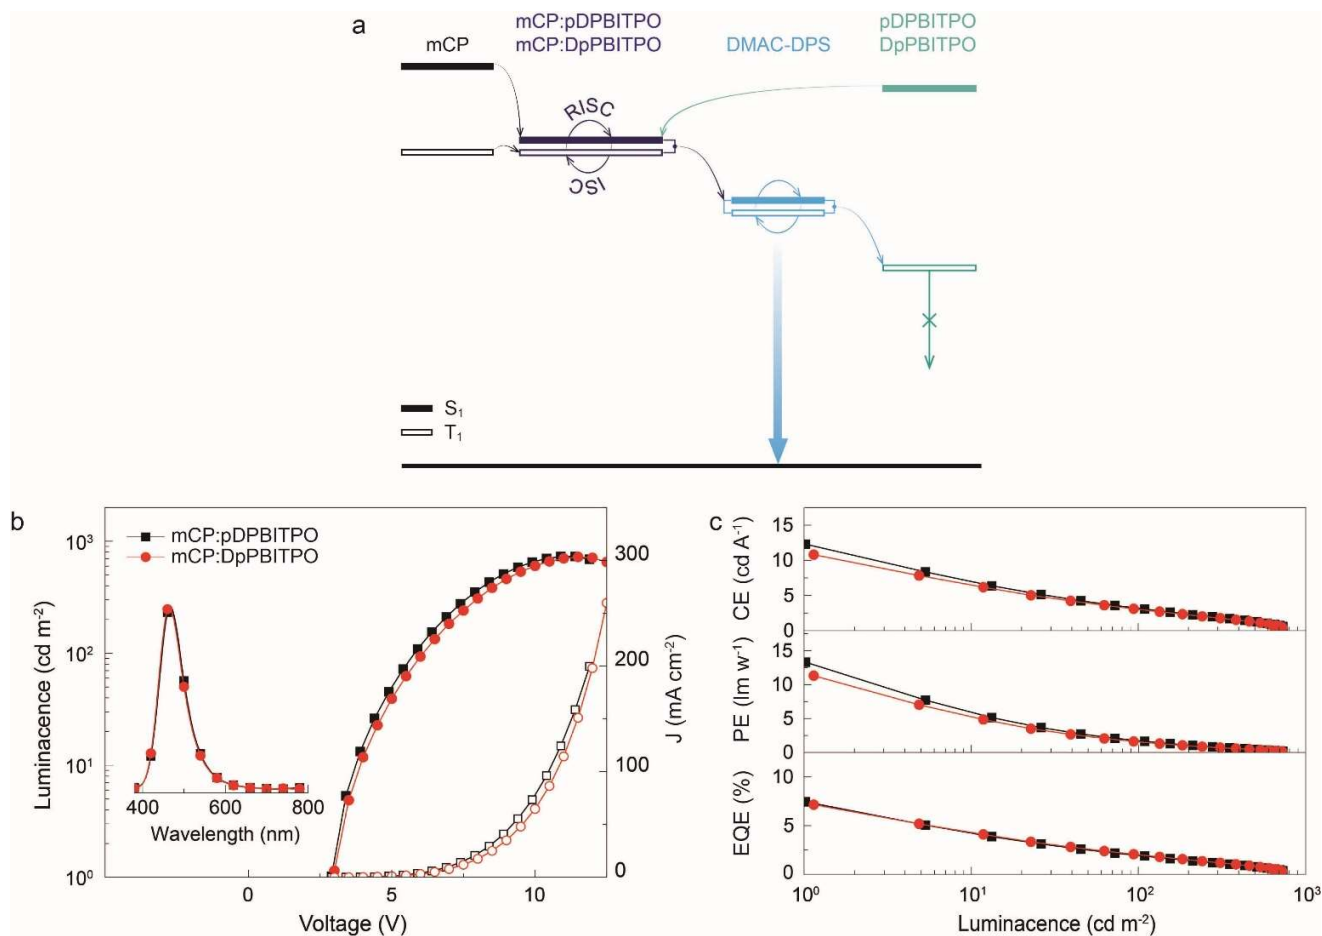 a
mCP
mCP:pDPBITPO
mCP:DpPBITPO
DMAC-DPS
pDPBITPO
DpPBITPO
RISC
ISC
S₁
T₁
b
mCP:pDPBITPO
mCP:DpPBITPO
Luminacence (cd m⁻²)
10³
10²
10¹
10⁰
400 600 800
Wavelength (nm)
0 5 10
Voltage (V)
300
200
100
0
J (mA cm⁻²)
c
CE (cd A⁻¹)
15
10
5
0
PE (lm w⁻¹)
15
10
5
0
EQE (%)
10
5
0
10⁰ 10¹ 10² 10³
Luminacence (cd m⁻²)